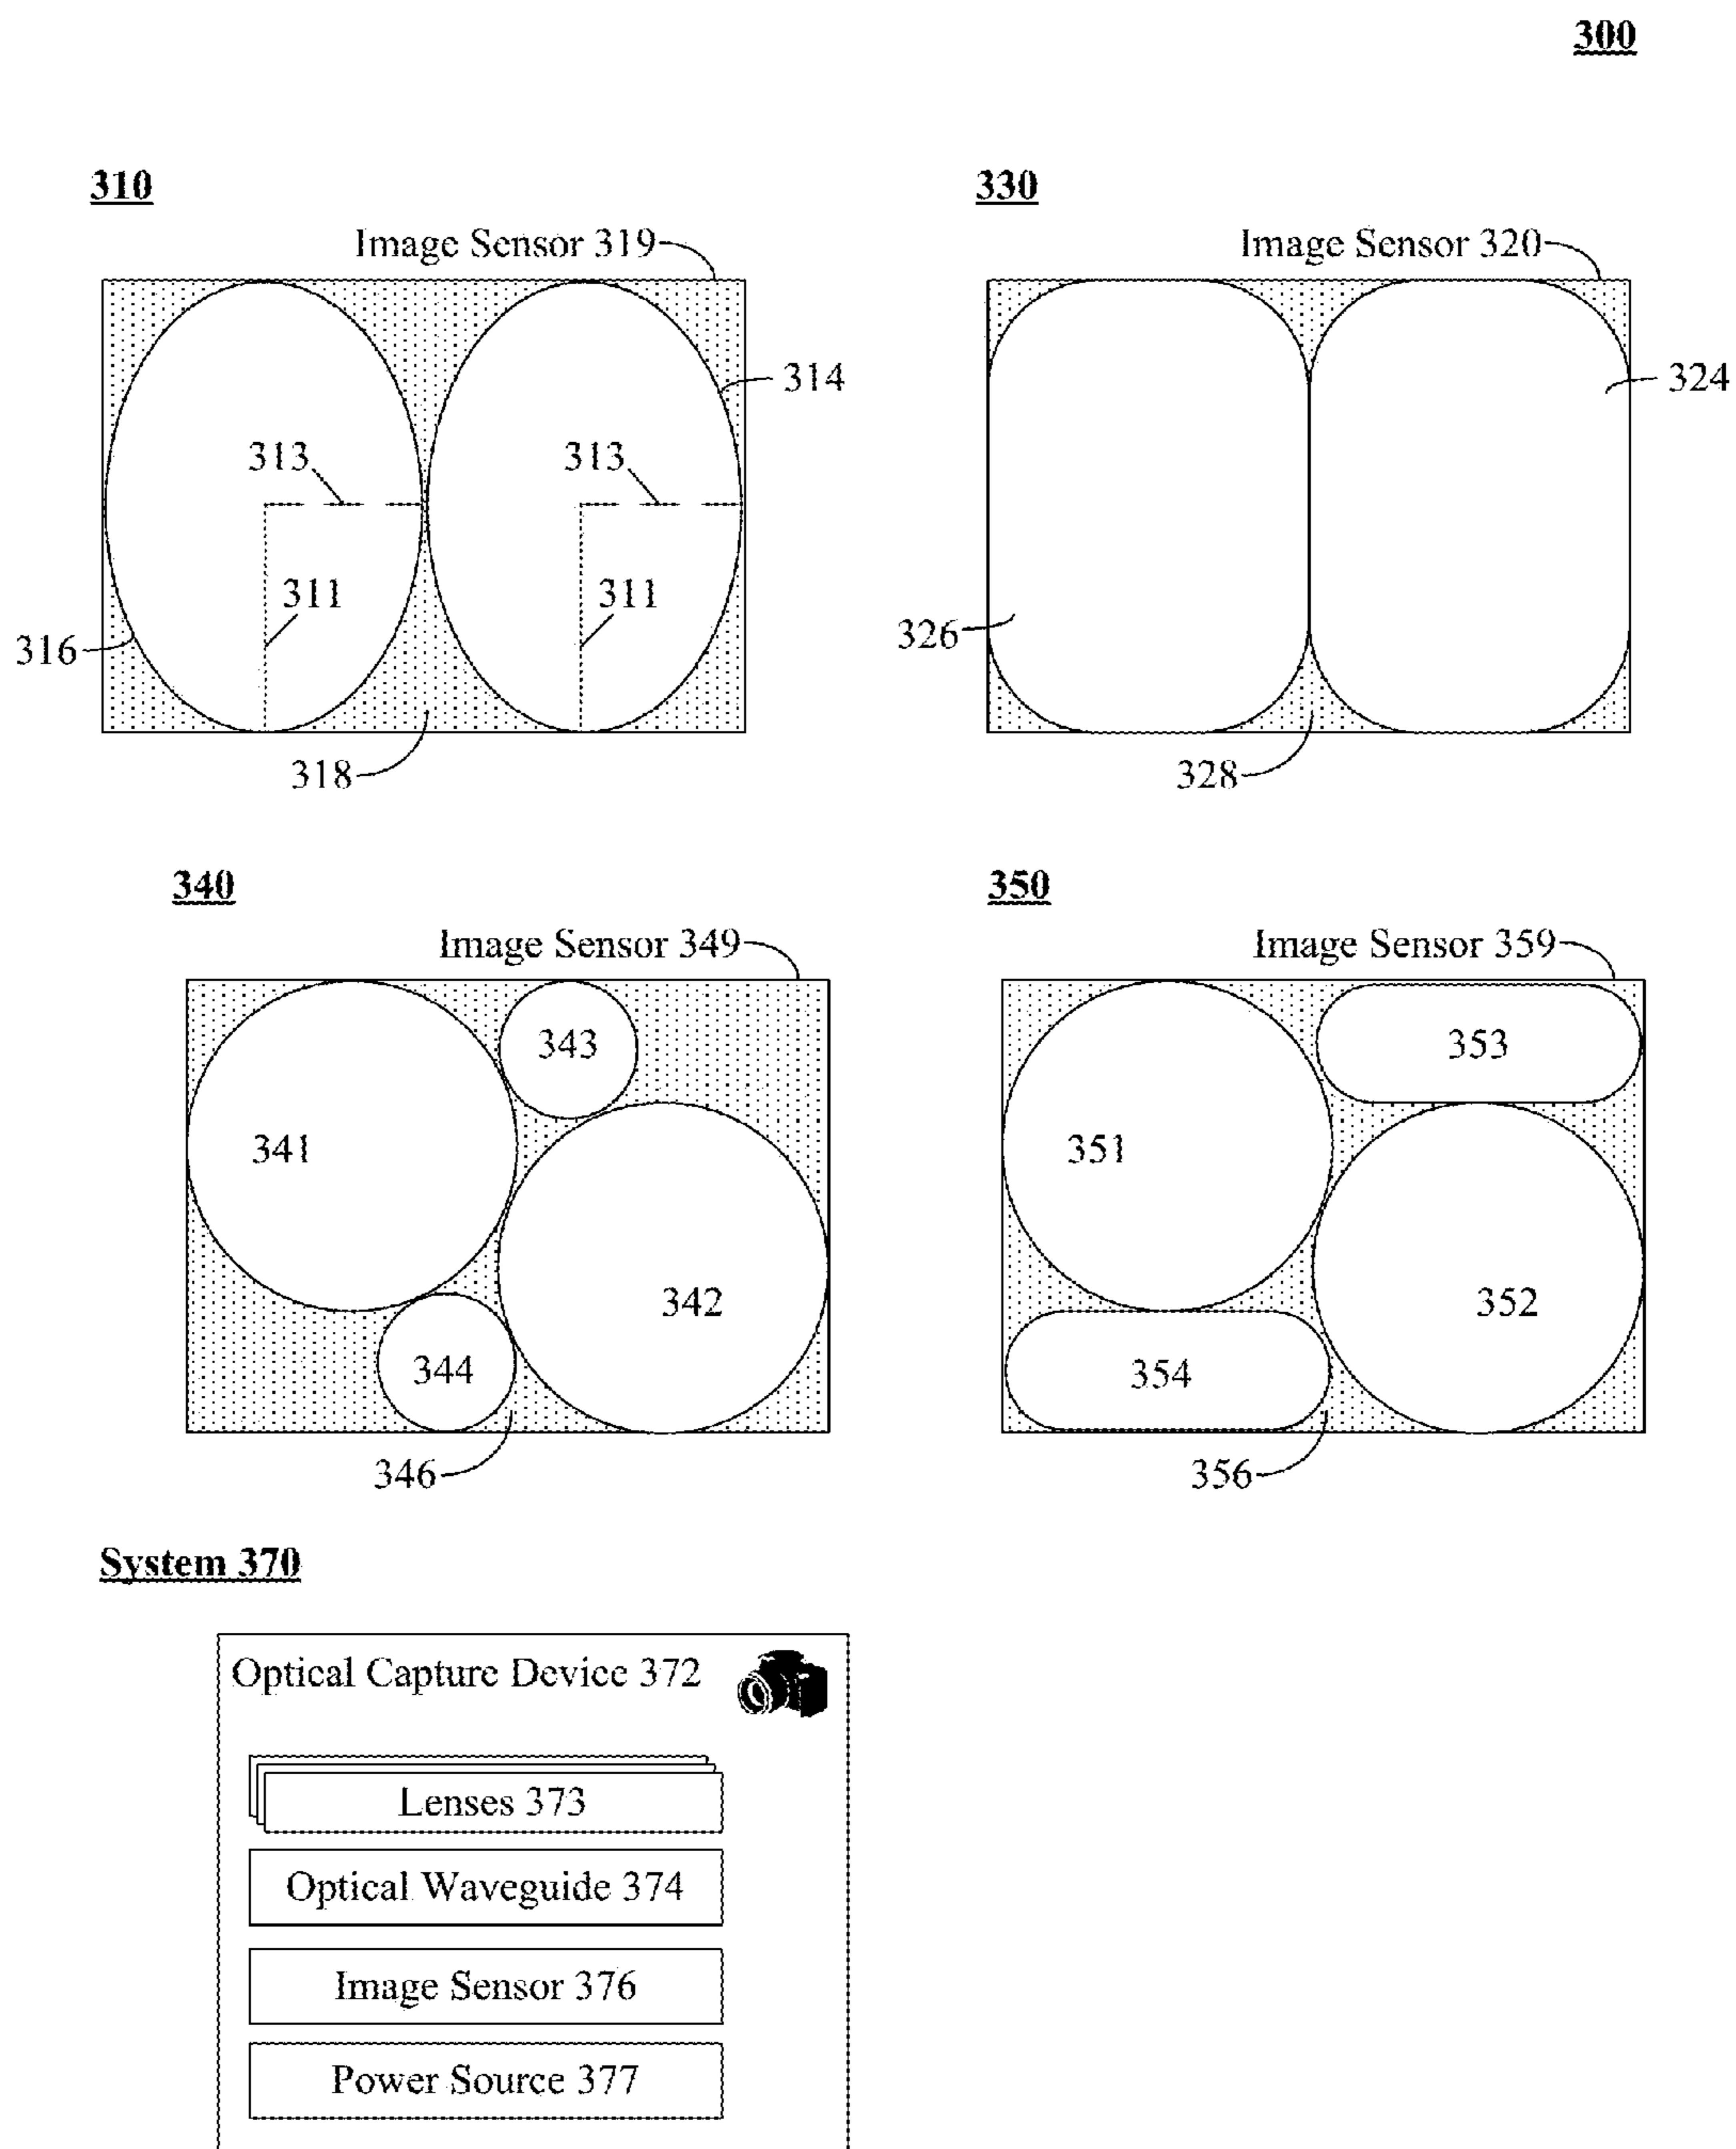 300
310
330
Image Sensor 319
Image Sensor 320
314
324
313
313
311
311
316
326
318
328
340
350
Image Sensor 349
Image Sensor 359
343
353
341
351
342
352
344
354
346
356
System 370
Optical Capture Device 372
Lenses 373
Optical Waveguide 374
Image Sensor 376
Power Source 377